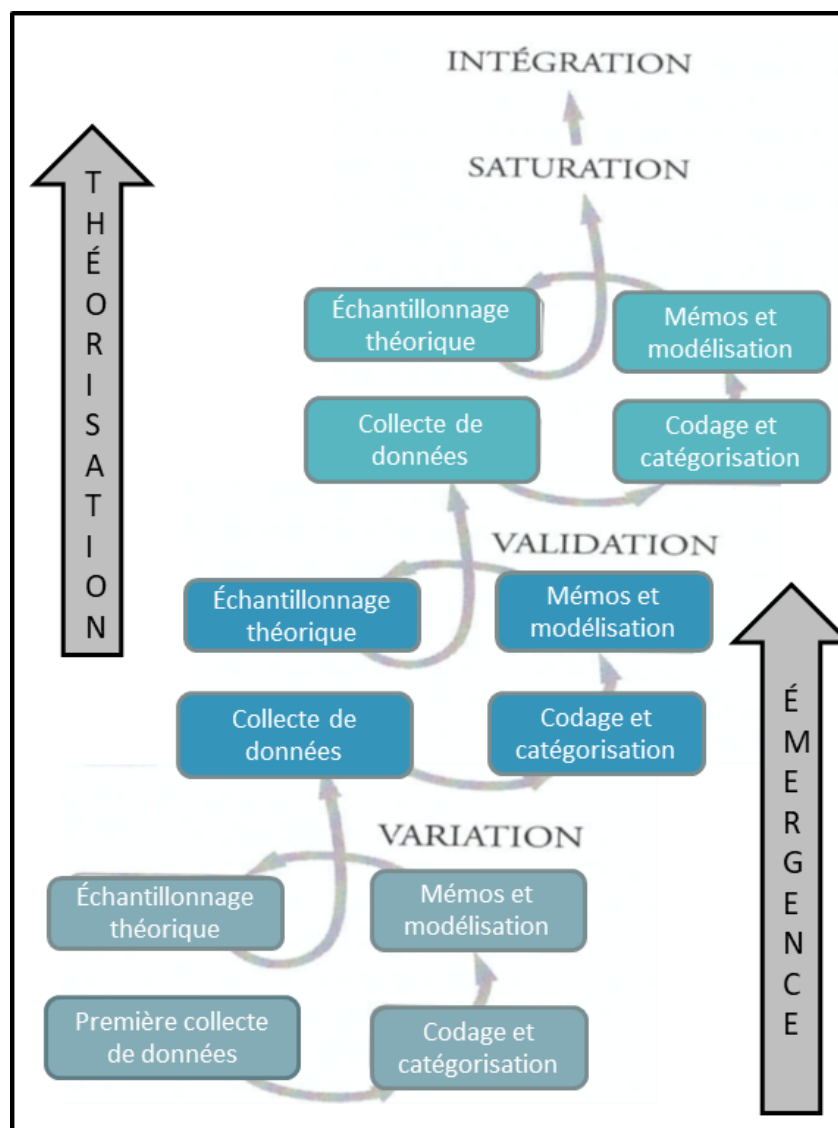 INTÉGRATION
SATURATION
THÉORISATION
Échantillonnage
théorique
Mémos et
modélisation
Collecte de
données
Codage et
catégorisation
VALIDATION
Échantillonnage
théorique
Mémos et
modélisation
Collecte de
données
Codage et
catégorisation
ÉMERGENCE
VARIATION
Échantillonnage
théorique
Mémos et
modélisation
Première collecte
de données
Codage et
catégorisation